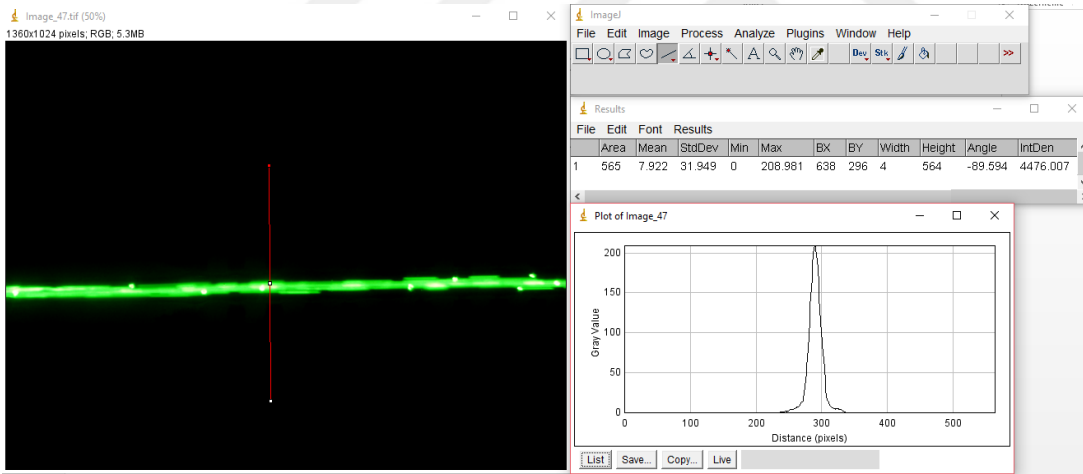 Image_47.tif (50%)
1360x1024 pixels; RGB; 5.3MB
ImageJ
File Edit Image Process Analyze Plugins Window Help
A Dev Stk >>
Results
File Edit Font Results
Area Mean StdDev Min Max BX BY Width Height Angle IntDen
1 565 7.922 31.949 0 208.981 638 296 4 564 -89.594 4476.007
Plot of Image_47
200
150
100
50
0
Gray Value
0 100 200 300 400 500
Distance (pixels)
List Save... Copy... Live